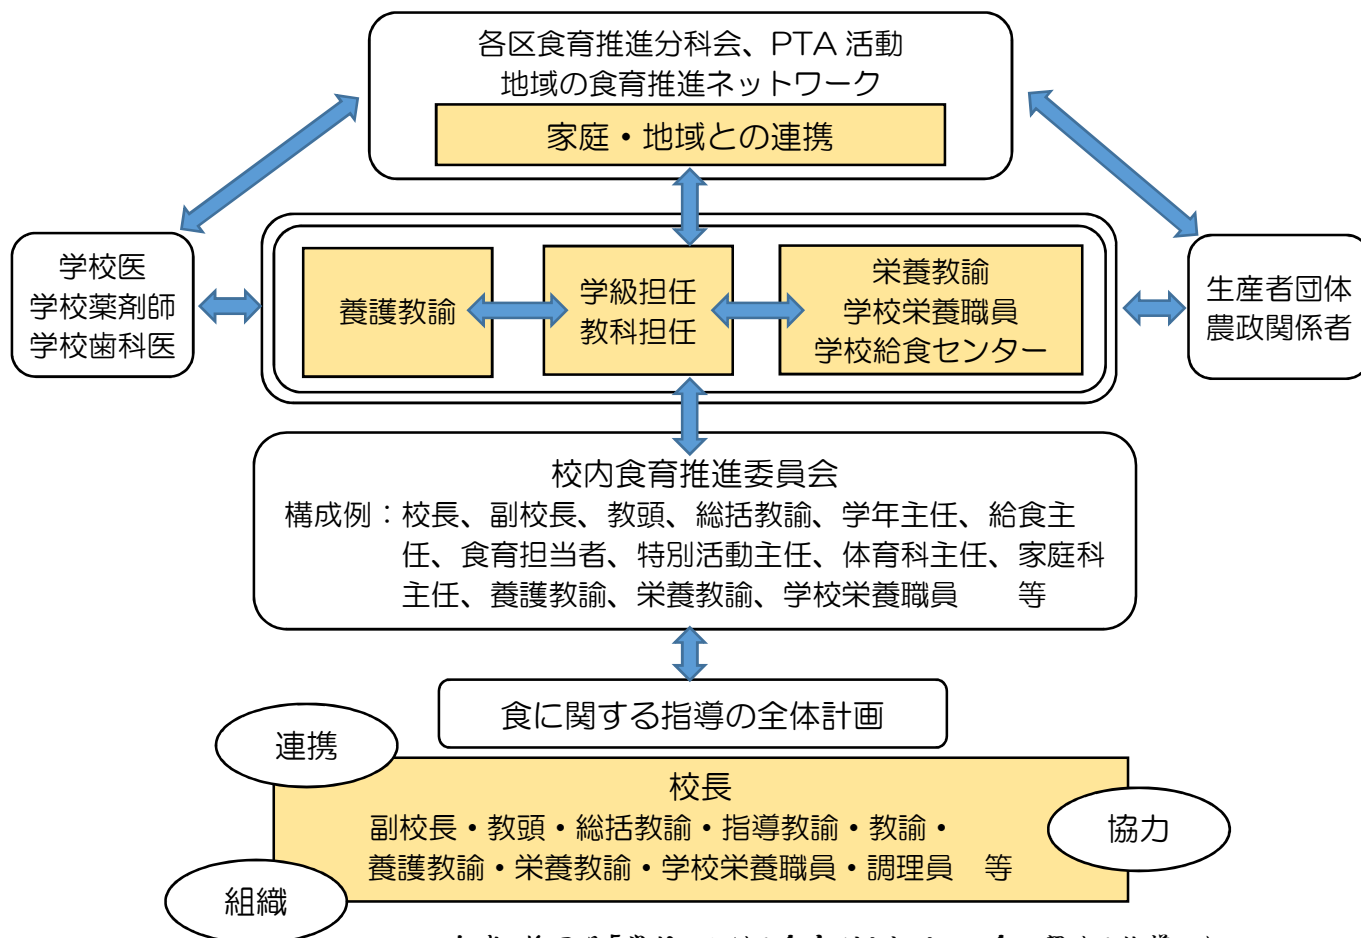 各区食育推進分科会、PTA 活動
地域の食育推進ネットワーク
家庭・地域との連携
学校医
学校薬剤師
学校歯科医
養護教諭
学級担任
教科担任
栄養教諭
学校栄養職員
学校給食センター
生産者団体
農政関係者
校内食育推進委員会
構成例：校長、副校長、教頭、総括教諭、学年主任、給食主
任、食育担当者、特別活動主任、体育科主任、家庭科
主任、養護教諭、栄養教諭、学校栄養職員　　等
食に関する指導の全体計画
連携
校長
副校長・教頭・総括教諭・指導教諭・教諭・
養護教諭・栄養教諭・学校栄養職員・調理員　等
協力
組織